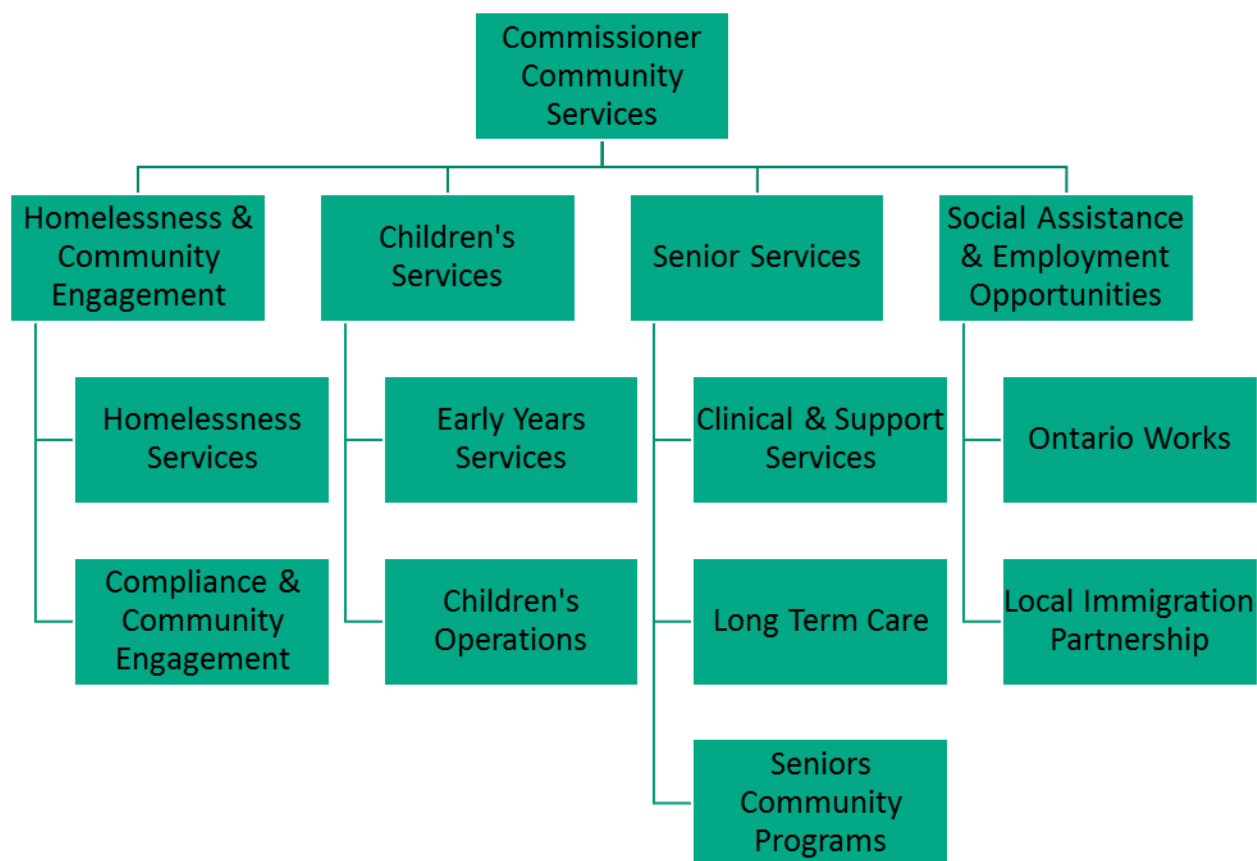 Commissioner
Community
Services
Homelessness &
Community
Engagement
Children's
Services
Senior Services
Social Assistance
& Employment
Opportunities
Homelessness
Services
Early Years
Services
Clinical & Support
Services
Ontario Works
Compliance &
Community
Engagement
Children's
Operations
Long Term Care
Local Immigration
Partnership
Seniors
Community
Programs